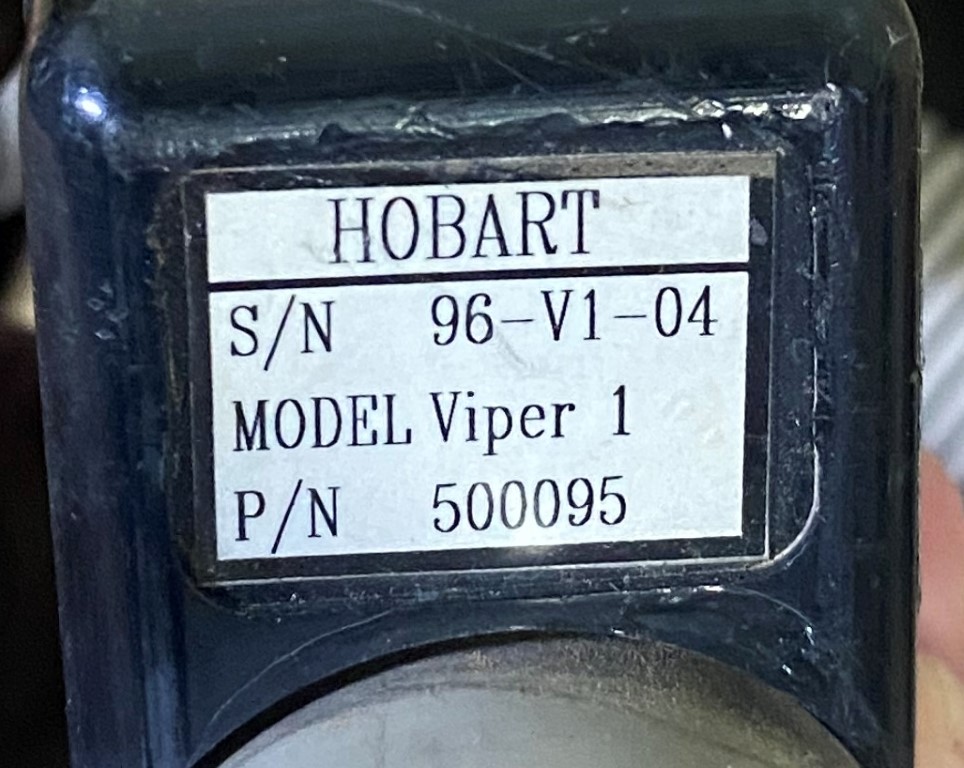 HOBART
S/N 96-V1-04
MODEL Viper 1
P/N 500095